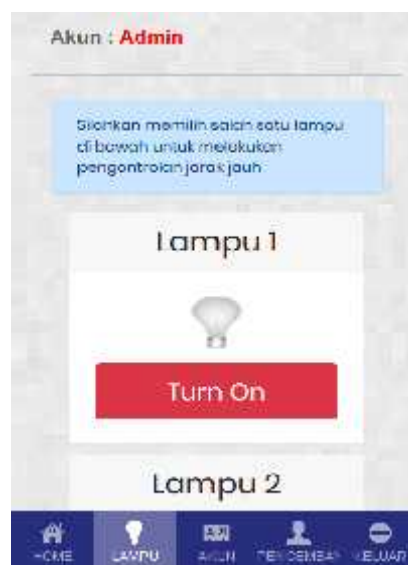 Akun : Admin
Silahkan memilih salah satu lampu
di bawah untuk melakukan
pengontrolan jarak jauh
Lampu 1
Turn On
Lampu 2
HOME LAMPU AKUN PENGEMBANG KELUAR